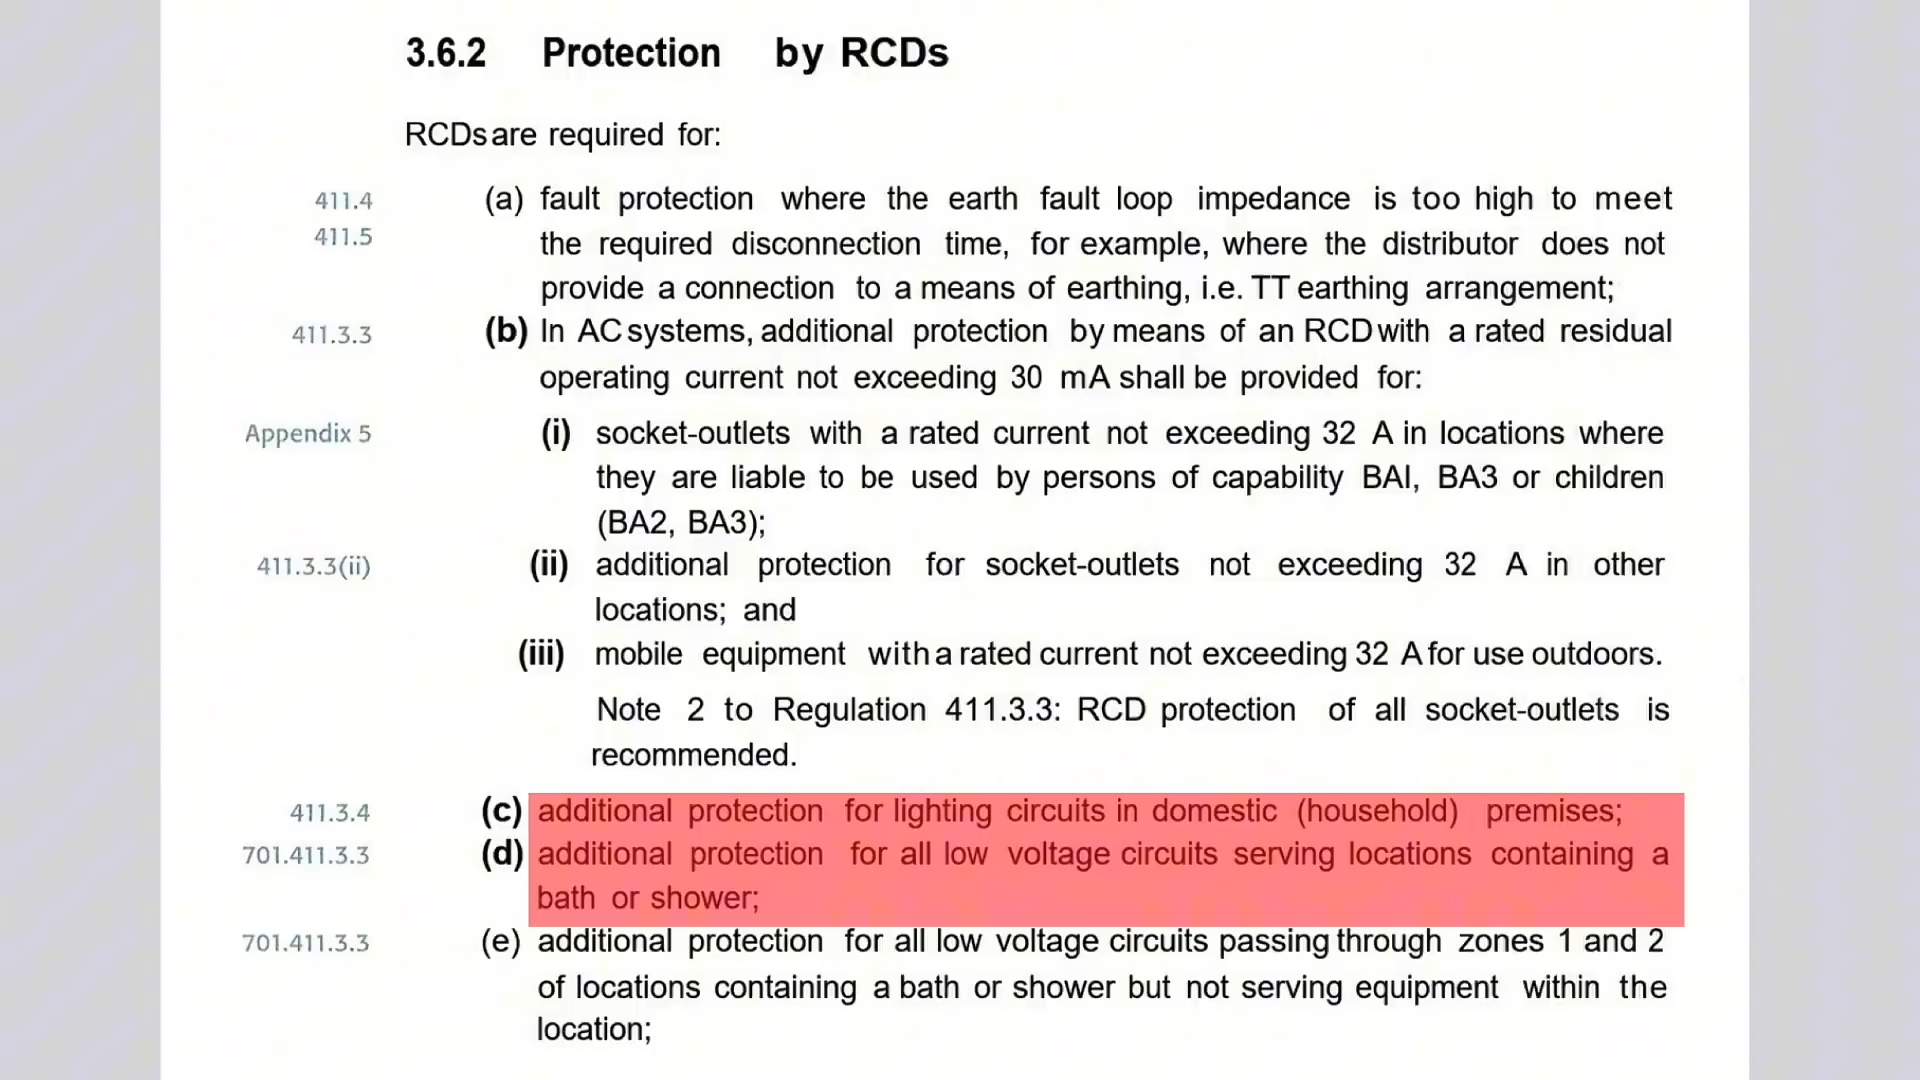 3.6.2 Protection by RCDs
RCDs are required for:
411.4 (a) fault protection where the earth fault loop impedance is too high to meet
411.5 the required disconnection time, for example, where the distributor does not
provide a connection to a means of earthing, i.e. TT earthing arrangement;
411.3.3 (b) In AC systems, additional protection by means of an RCD with a rated residual
operating current not exceeding 30 mA shall be provided for:
Appendix 5 (i) socket-outlets with a rated current not exceeding 32 A in locations where
they are liable to be used by persons of capability BAI, BA3 or children
(BA2, BA3);
411.3.3(ii) (ii) additional protection for socket-outlets not exceeding 32 A in other
locations; and
(iii) mobile equipment with a rated current not exceeding 32 A for use outdoors.
Note 2 to Regulation 411.3.3: RCD protection of all socket-outlets is
recommended.
411.3.4 (c) additional protection for lighting circuits in domestic (household) premises;
701.411.3.3 (d) additional protection for all low voltage circuits serving locations containing a
bath or shower;
701.411.3.3 (e) additional protection for all low voltage circuits passing through zones 1 and 2
of locations containing a bath or shower but not serving equipment within the
location;